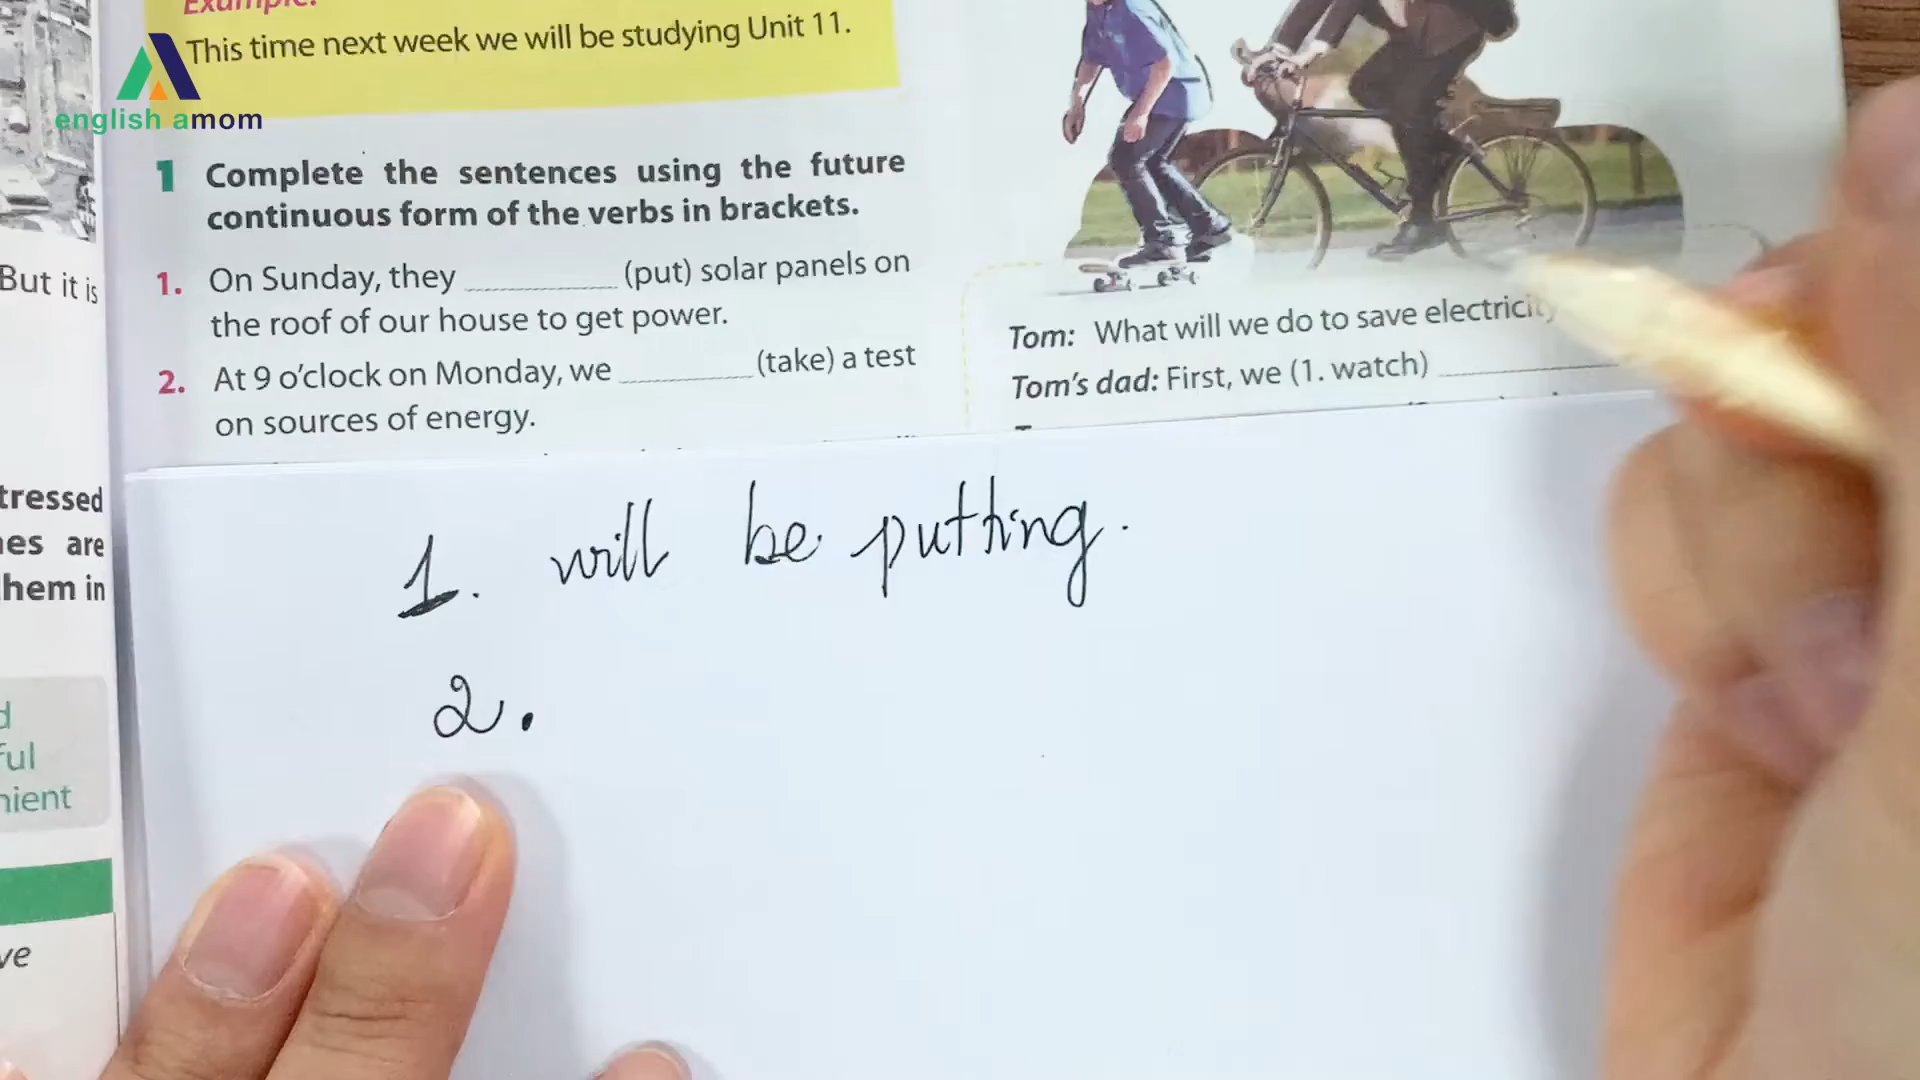 Example:
This time next week we will be studying Unit 11.
english amom
1 Complete the sentences using the future
continuous form of the verbs in brackets.
1. On Sunday, they ____________ (put) solar panels on
the roof of our house to get power.
2. At 9 o'clock on Monday, we __________ (take) a test
on sources of energy.
But it is
tressed
es are
hem in
ful
nient
ve
Tom: What will we do to save electricity
Tom's dad: First, we (1. watch) ____________
1. will be putting.
2.